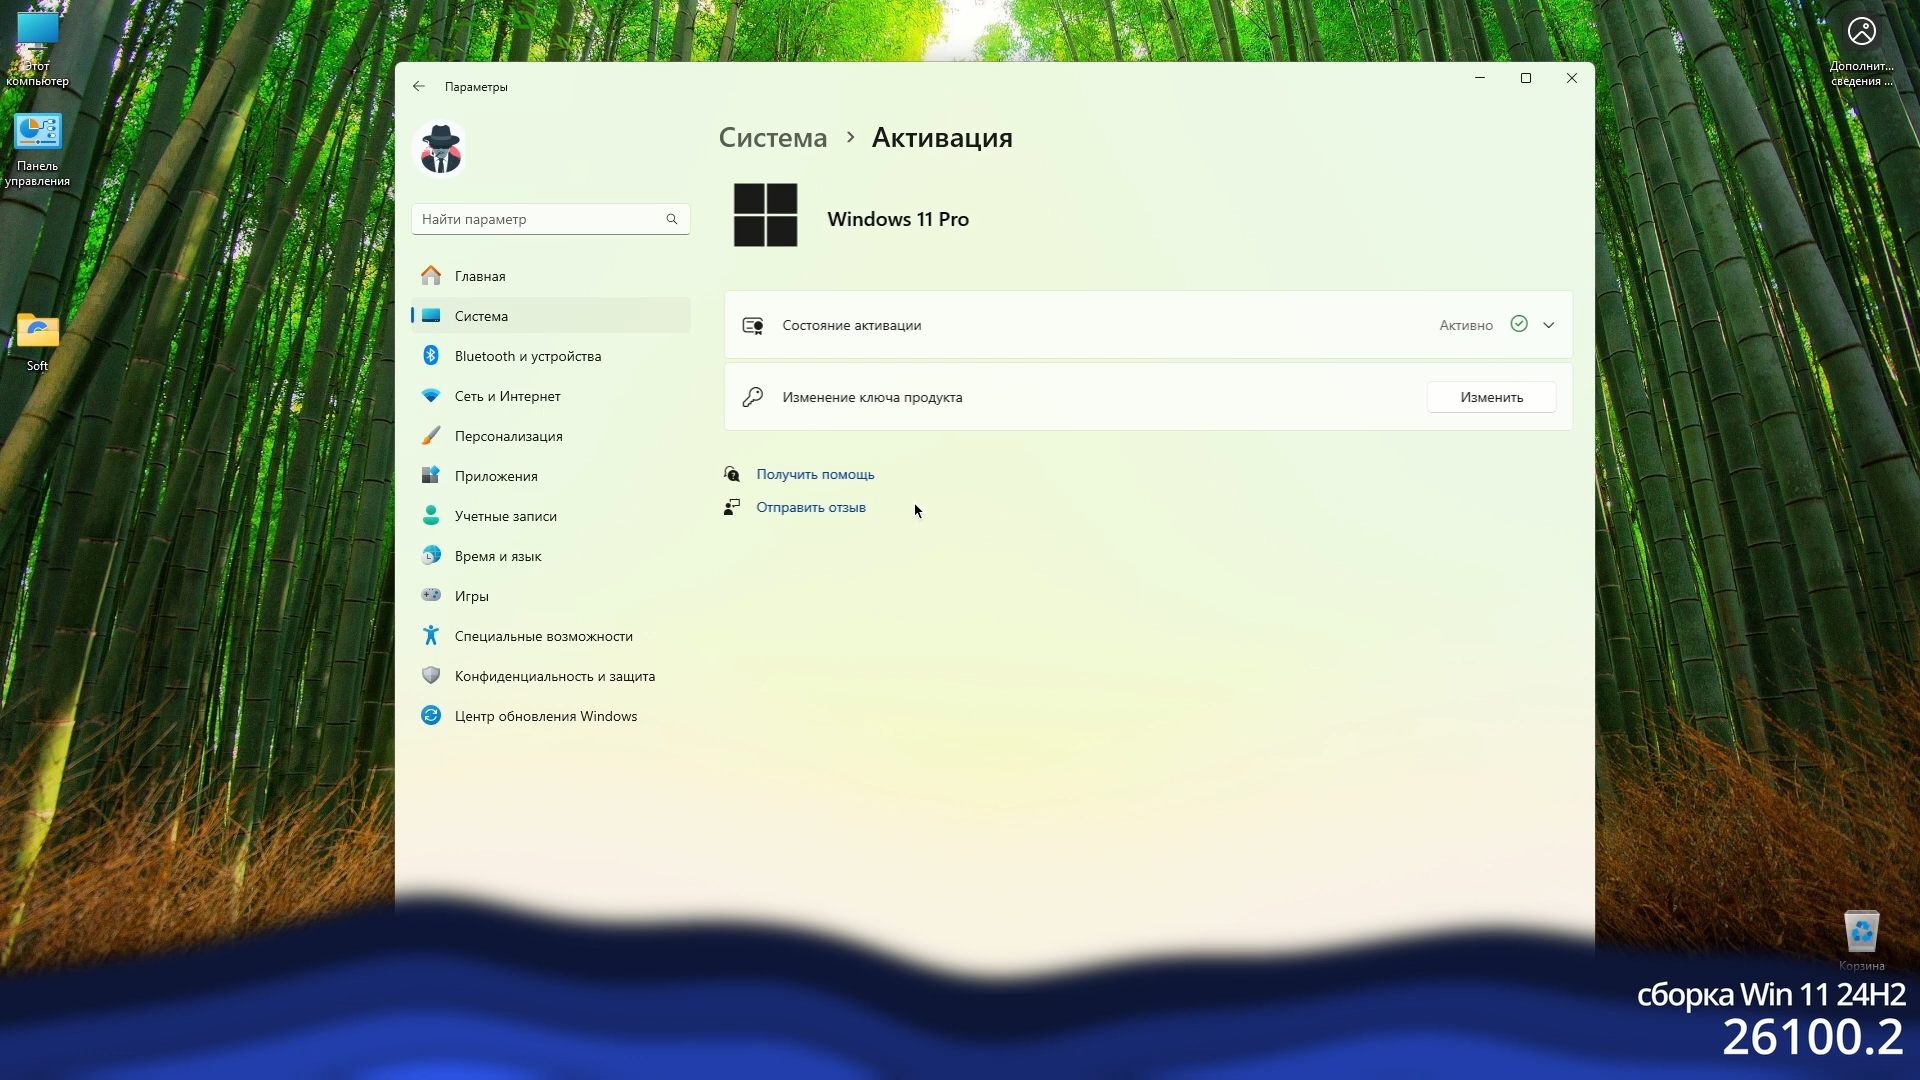 Этот
компьютер
Панель
управления
Soft
Параметры
Найти параметр
Главная
Система
Bluetooth и устройства
Сеть и Интернет
Персонализация
Приложения
Учетные записи
Время и язык
Игры
Специальные возможности
Конфиденциальность и защита
Центр обновления Windows
Система > Активация
Windows 11 Pro
Состояние активации Активно
Изменение ключа продукта Изменить
Получить помощь
Отправить отзыв
Дополнит...
сведения ...
Корзина
сборка Win 11 24H2
26100.2